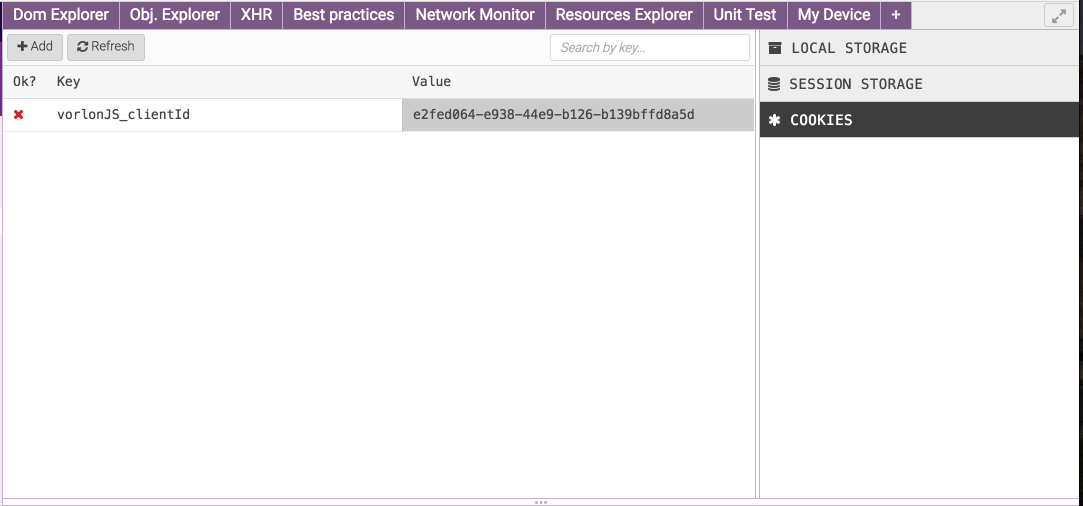 Dom Explorer Obj. Explorer XHR Best practices Network Monitor Resources Explorer Unit Test My Device +
Add Refresh Search by key...
Ok? Key Value
vorlonJS_clientId e2fed064-e938-44e9-b126-b139bffd8a5d
LOCAL STORAGE
SESSION STORAGE
COOKIES